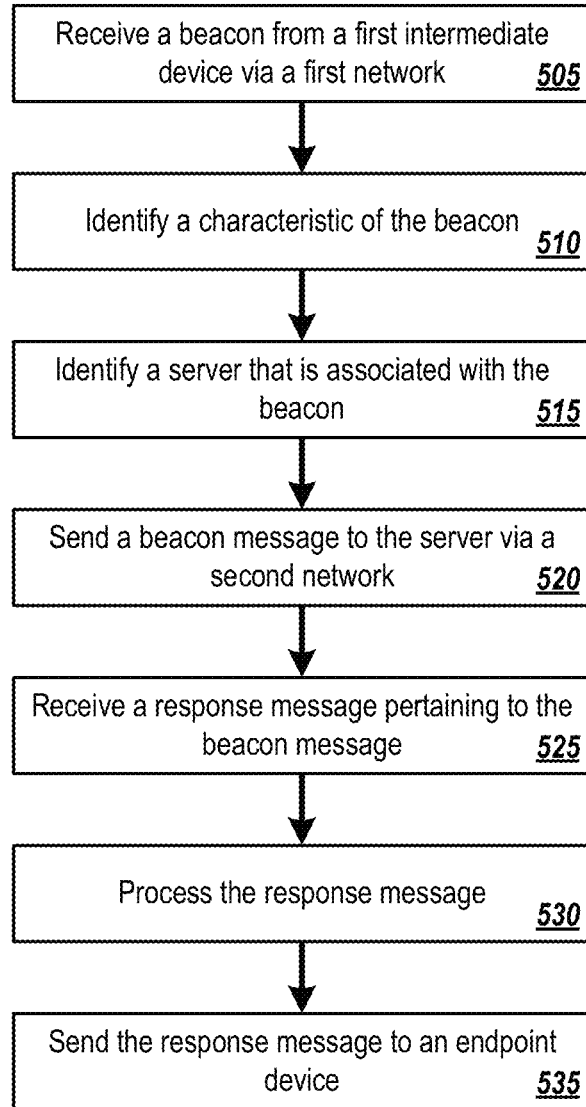 Receive a beacon from a first intermediate
device via a first network 505
Identify a characteristic of the beacon
510
Identify a server that is associated with the
beacon 515
Send a beacon message to the server via a
second network 520
Receive a response message pertaining to the
beacon message 525
Process the response message
530
Send the response message to an endpoint
device 535